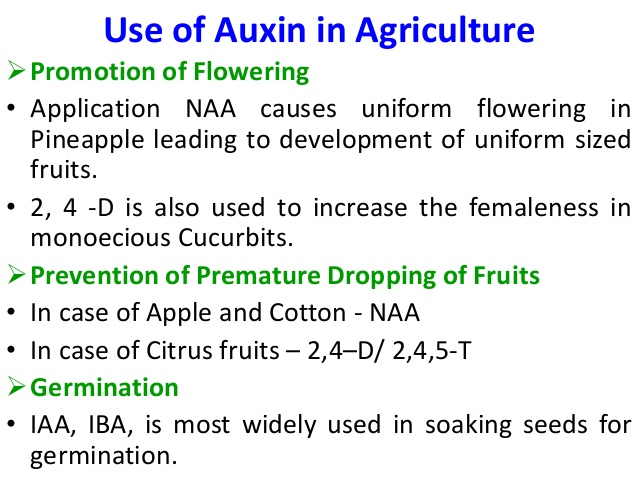 Use of Auxin in Agriculture
➢Promotion of Flowering
• Application NAA causes uniform flowering in
Pineapple leading to development of uniform sized
fruits.
• 2, 4 -D is also used to increase the femaleness in
monoecious Cucurbits.
➢Prevention of Premature Dropping of Fruits
• In case of Apple and Cotton - NAA
• In case of Citrus fruits – 2,4–D/ 2,4,5-T
➢Germination
• IAA, IBA, is most widely used in soaking seeds for
germination.